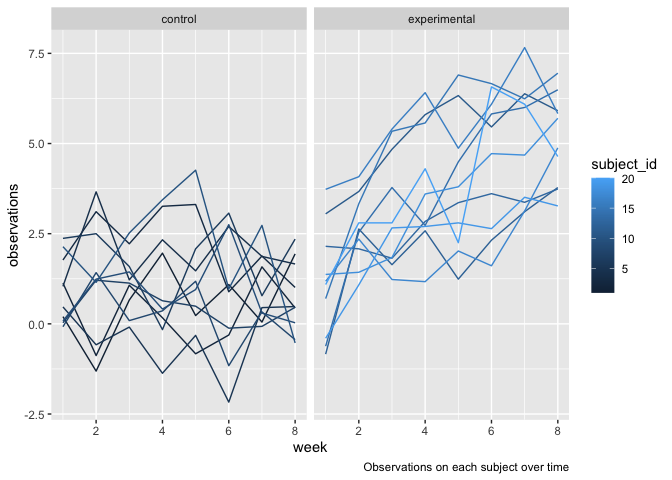 control experimental
7.5
5.0
2.5
0.0
-2.5
observations
2 4 6 8 2 4 6 8
week
subject_id
20
15
10
5
Observations on each subject over time